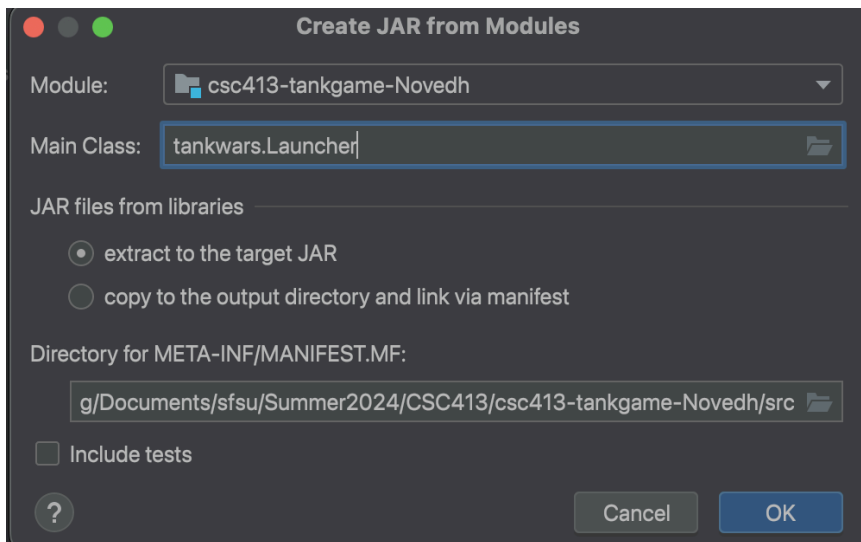 Create JAR from Modules
Module: csc413-tankgame-Novedh
Main Class: tankwars.Launcher
JAR files from libraries
extract to the target JAR
copy to the output directory and link via manifest
Directory for META-INF/MANIFEST.MF:
g/Documents/sfsu/Summer2024/CSC413/csc413-tankgame-Novedh/src
Include tests
? Cancel OK